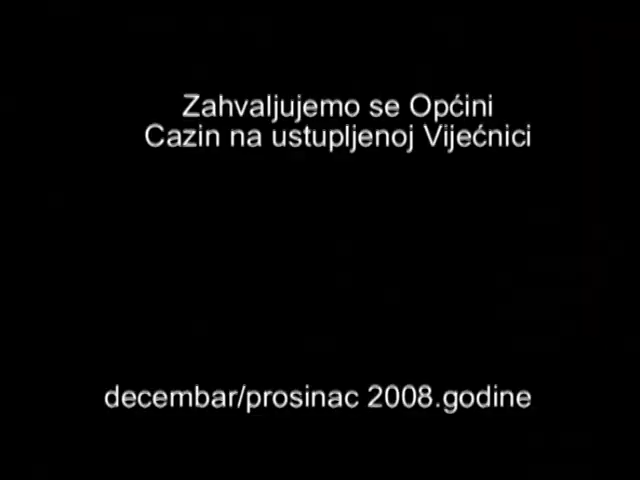 Zahvaljujemo se Općini
Cazin na ustupljenoj Vijećnici
decembar/prosinac 2008.godine